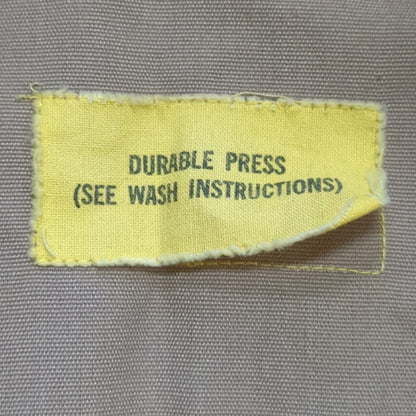 DURABLE PRESS
(SEE WASH INSTRUCTIONS)